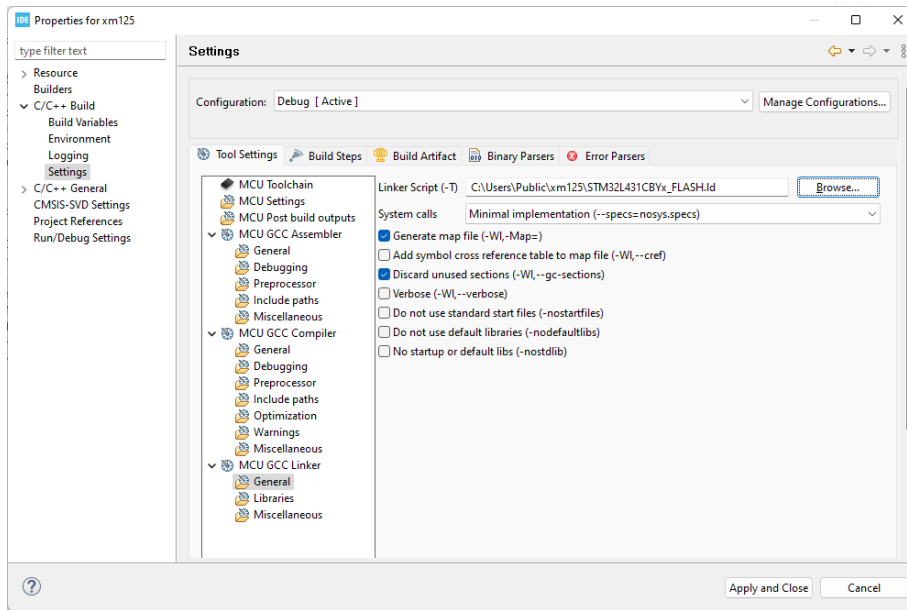 IDE Properties for xm125
type filter text
Resource
Builders
C/C++ Build
Build Variables
Environment
Logging
Settings
C/C++ General
CMSIS-SVD Settings
Project References
Run/Debug Settings
Settings
Configuration: Debug [ Active ] Manage Configurations...
Tool Settings Build Steps Build Artifact Binary Parsers Error Parsers
MCU Toolchain
MCU Settings
MCU Post build outputs
MCU GCC Assembler
General
Debugging
Preprocessor
Include paths
Miscellaneous
MCU GCC Compiler
General
Debugging
Preprocessor
Include paths
Optimization
Warnings
Miscellaneous
MCU GCC Linker
General
Libraries
Miscellaneous
Linker Script (-T) C:\Users\Public\xm125\STM32L431CBYx_FLASH.ld Browse...
System calls Minimal implementation (--specs=nosys.specs)
Generate map file (-Wl,-Map=)
Add symbol cross reference table to map file (-Wl,--cref)
Discard unused sections (-Wl,--gc-sections)
Verbose (-Wl,--verbose)
Do not use standard start files (-nostartfiles)
Do not use default libraries (-nodefaultlibs)
No startup or default libs (-nostdlib)
? Apply and Close Cancel